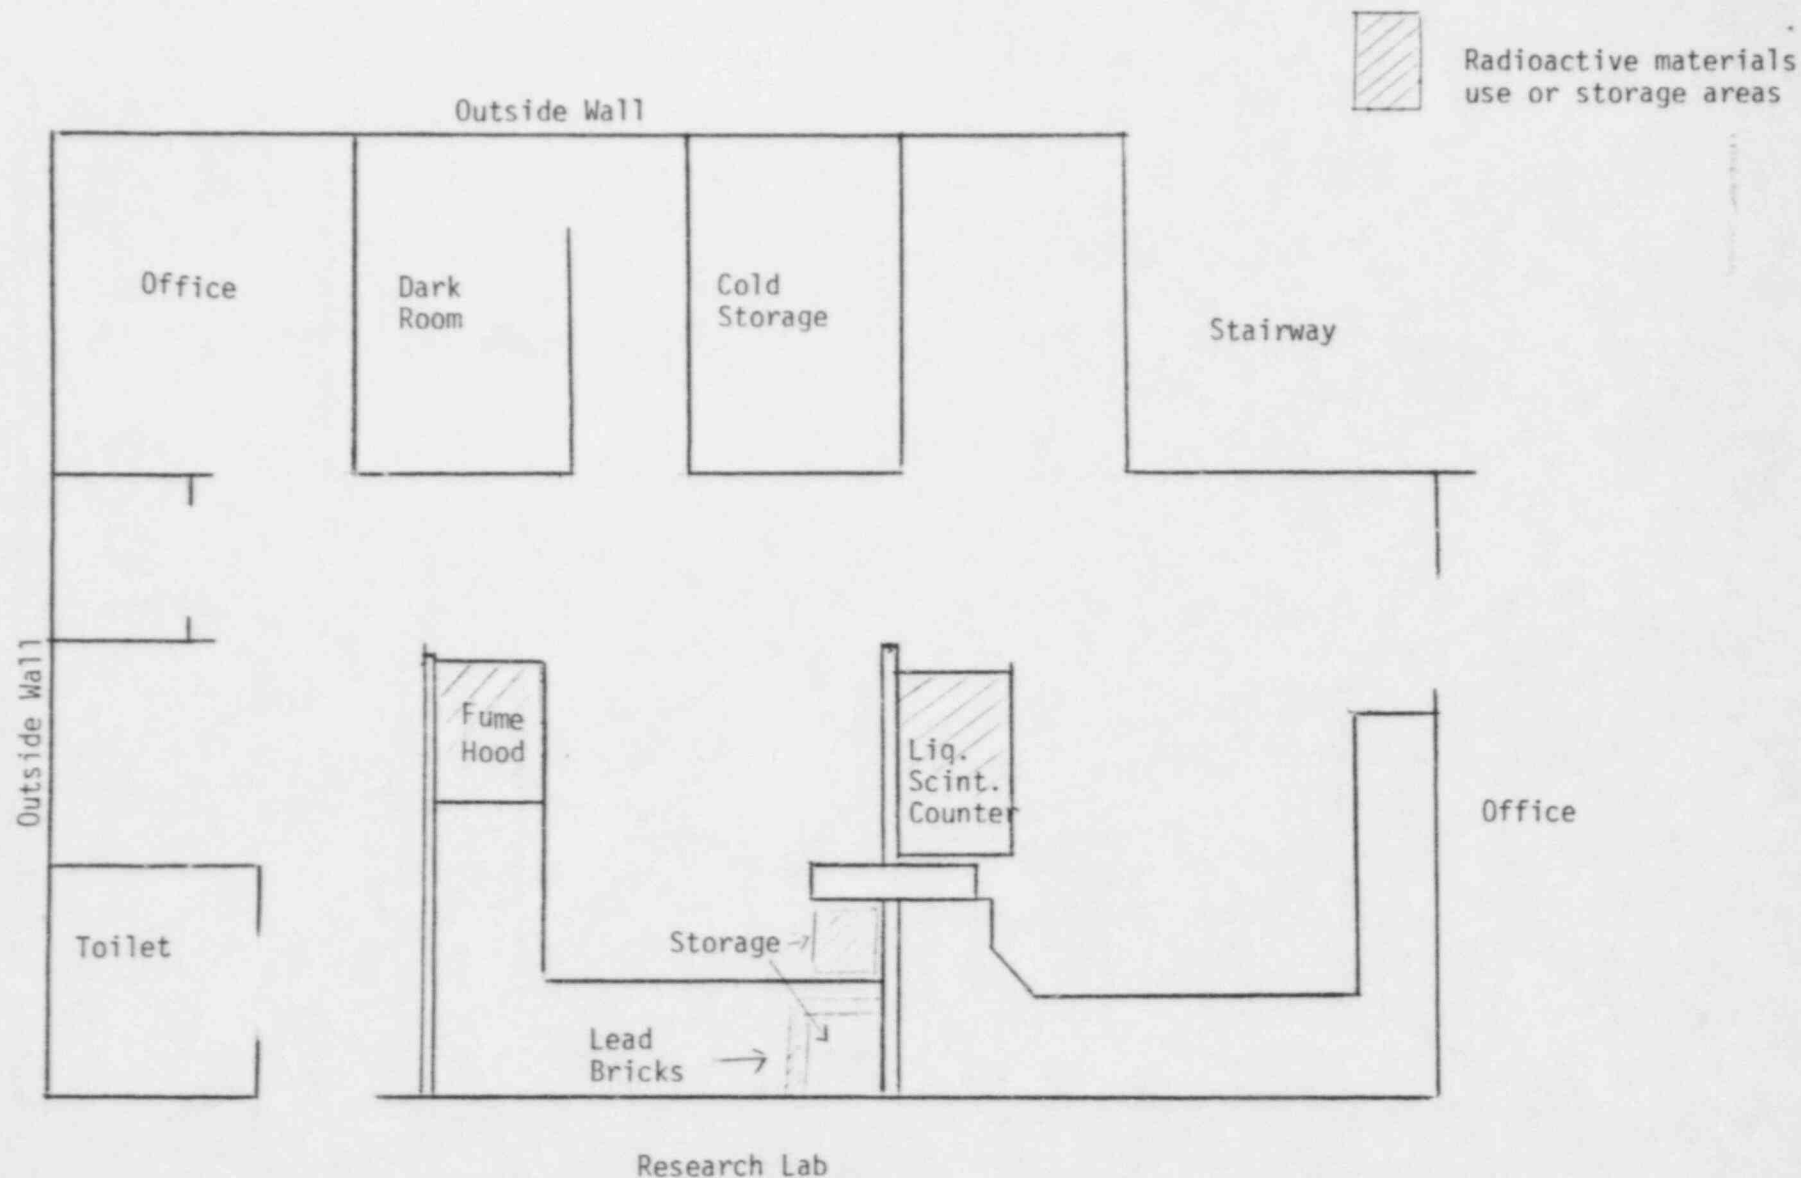 Radioactive materials
use or storage areas
Outside Wall
Office
Dark
Room
Cold
Storage
Stairway
Outside Wall
Fume
Hood
Liq.
Scint.
Counter
Office
Toilet
Storage
Lead
Bricks
Research Lab